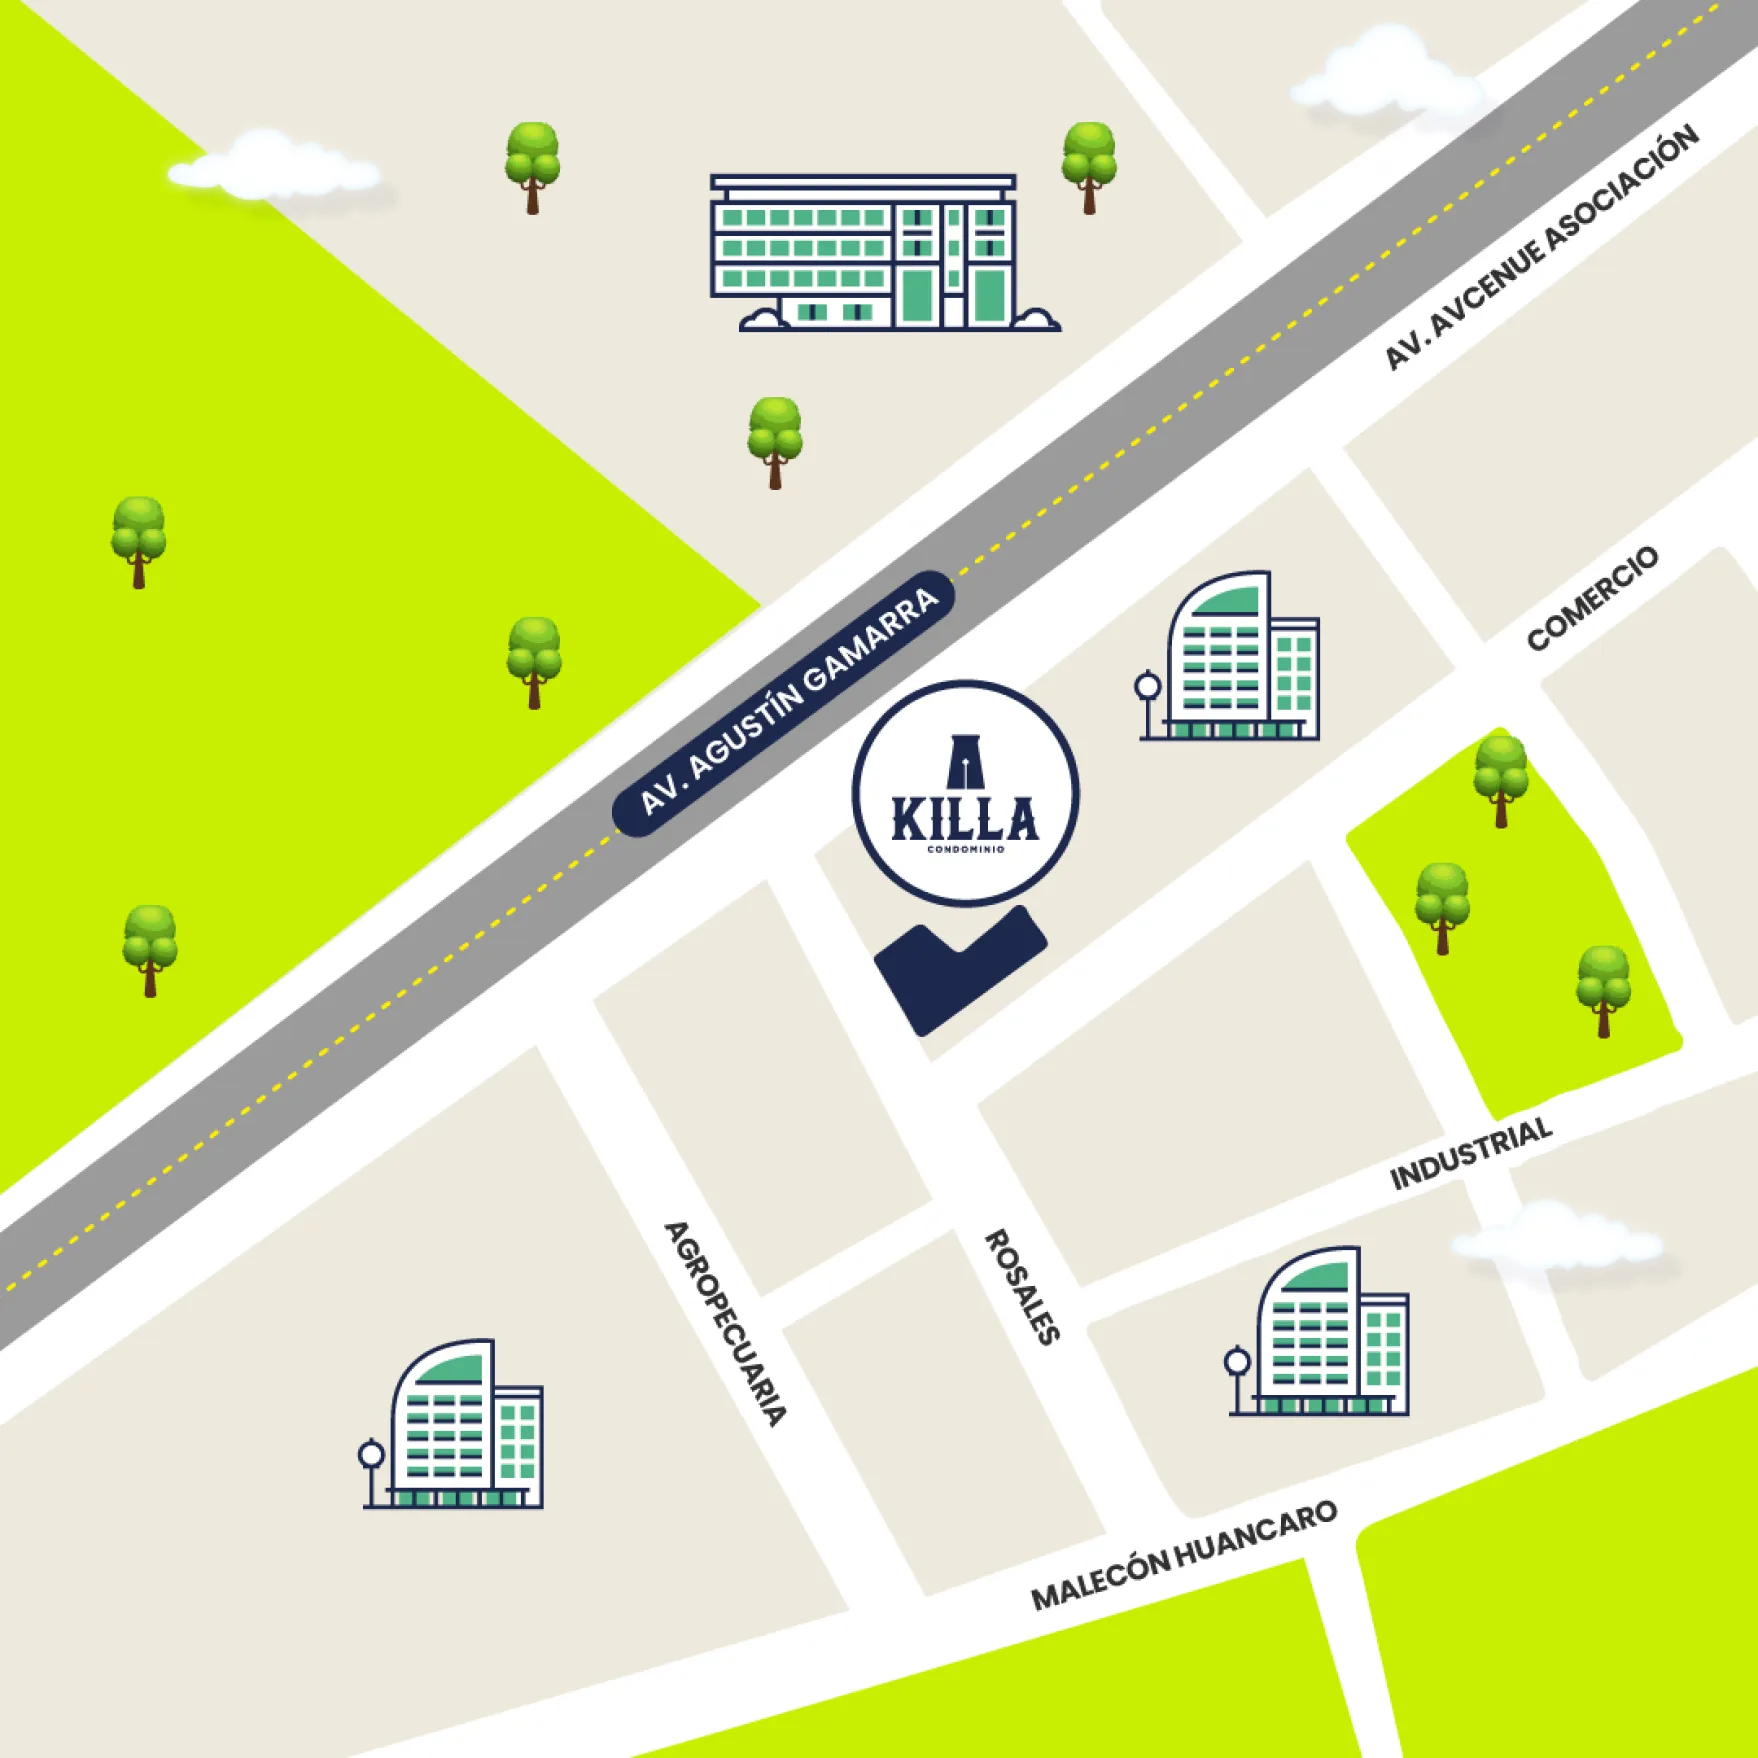 AV. AVCENUE ASOCIACIÓN
COMERCIO
AV. AGUSTÍN GAMARRA
KILLA
CONDOMINIO
INDUSTRIAL
AGROPECUARIA
ROSALES
MALECÓN HUANCARO